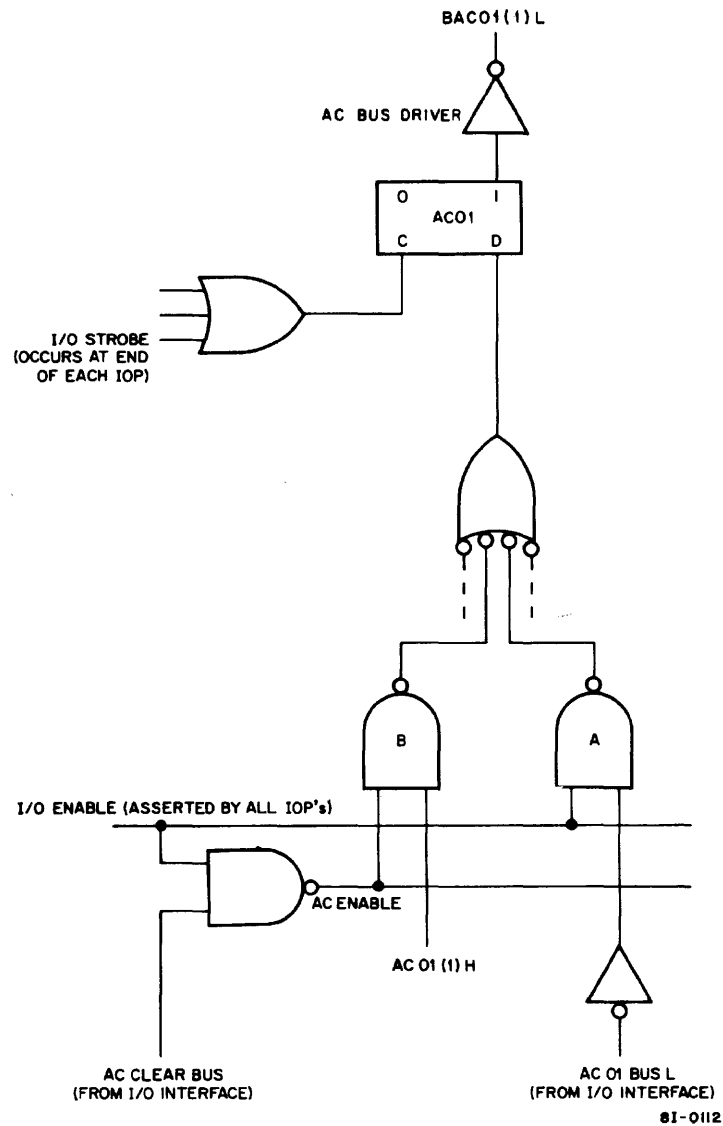 BAC01(1)L
AC BUS DRIVER
0 1
AC01
C D
I/O STROBE
(OCCURS AT END
OF EACH IOP)
B
A
I/O ENABLE (ASSERTED BY ALL IOP's)
AC ENABLE
AC 01(1)H
AC CLEAR BUS
(FROM I/O INTERFACE)
AC 01 BUS L
(FROM I/O INTERFACE)
8I-0112